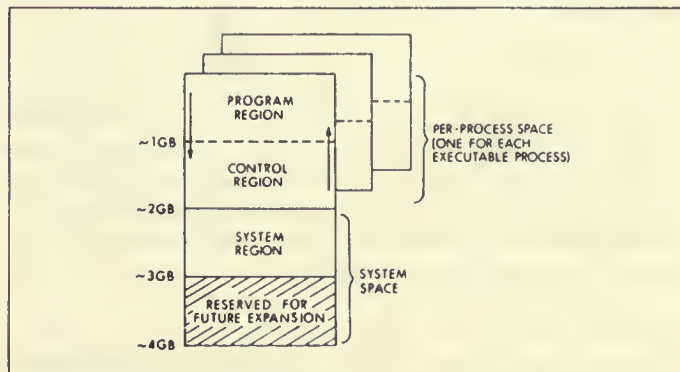 PROGRAM
REGION
~1GB
CONTROL
REGION
~2GB
SYSTEM
REGION
~3GB
RESERVED FOR
FUTURE EXPANSION
~4GB
PER-PROCESS SPACE
(ONE FOR EACH
EXECUTABLE PROCESS)
SYSTEM
SPACE